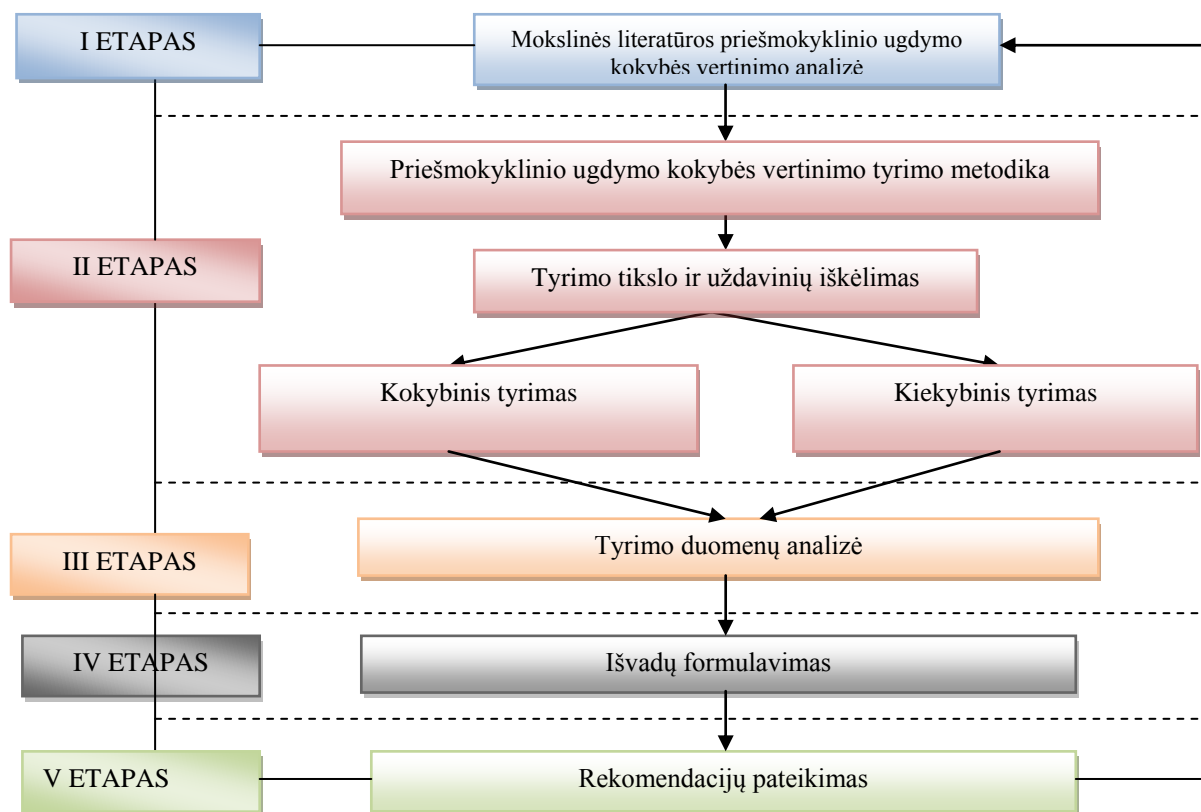 I ETAPAS
Mokslinės literatūros priešmokyklinio ugdymo
kokybės vertinimo analizė
Priešmokyklinio ugdymo kokybės vertinimo tyrimo metodika
II ETAPAS
Tyrimo tikslo ir uždavinių iškėlimas
Kokybinis tyrimas
Kiekybinis tyrimas
III ETAPAS
Tyrimo duomenų analizė
IV ETAPAS
Išvadų formulavimas
V ETAPAS
Rekomendacijų pateikimas